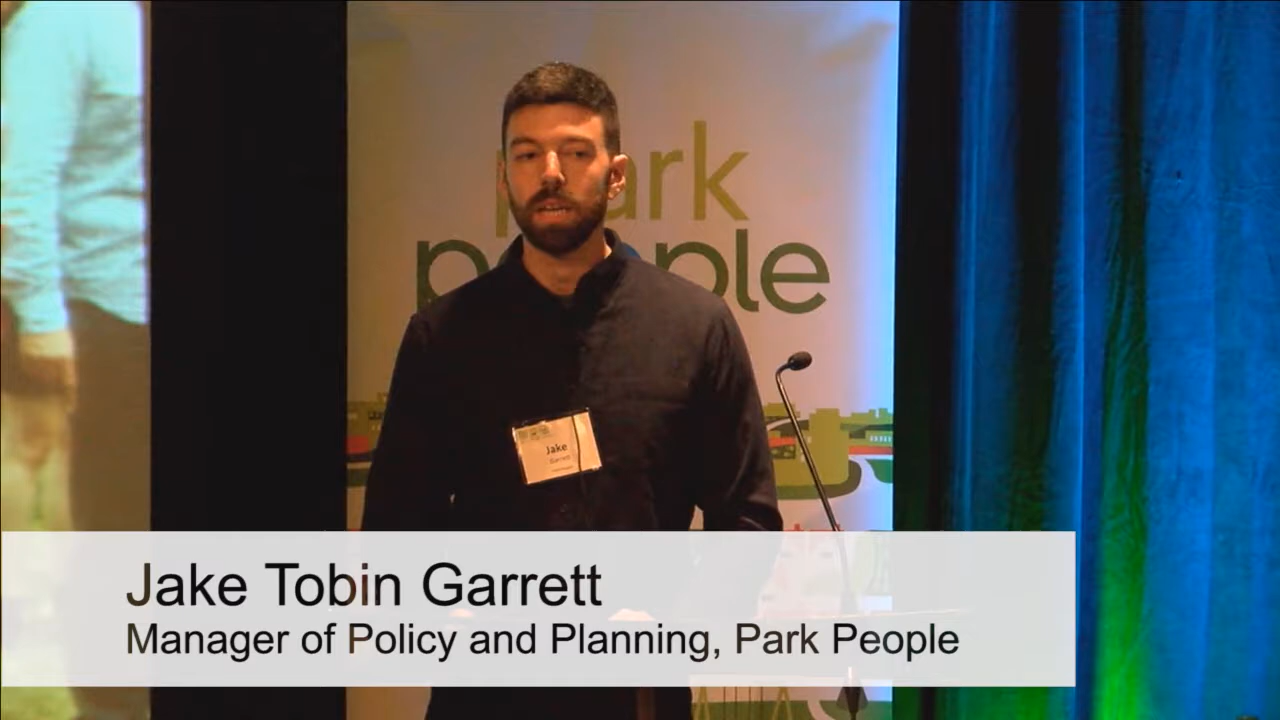 park
people
Jake
Garrett
Jake Tobin Garrett
Manager of Policy and Planning, Park People